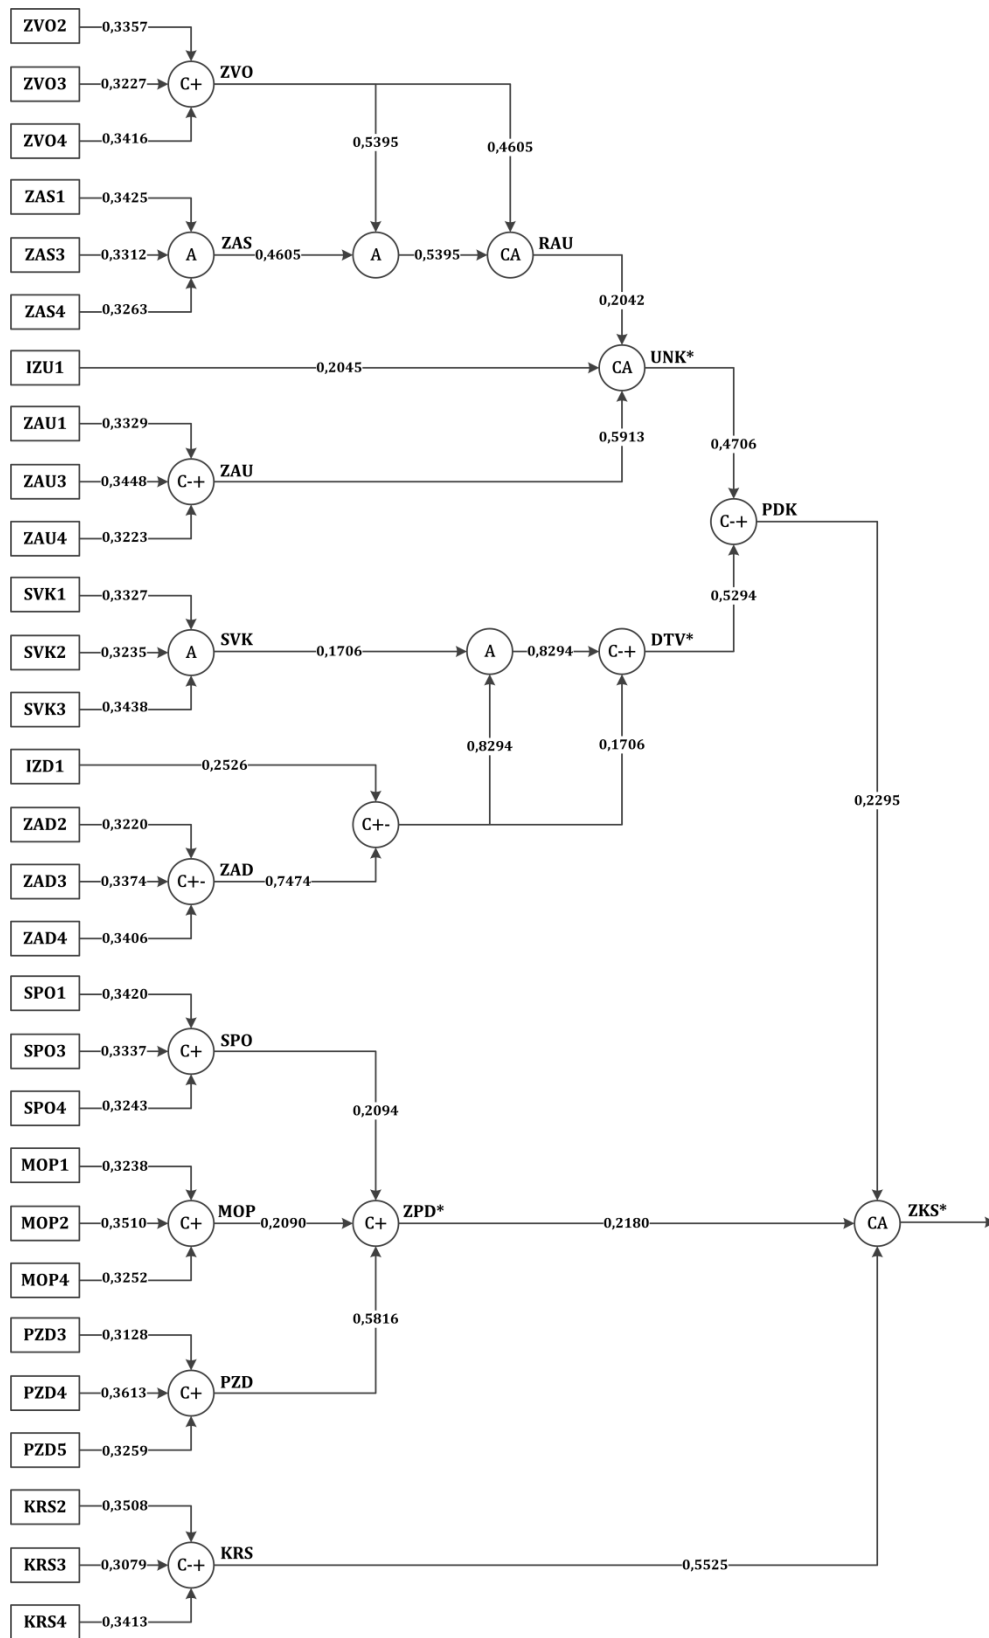 ZVO2 0,3357
ZVO
ZVO3 0,3227 C+
ZVO4 0,3416 0,5395 0,4605
ZAS1 0,3425
ZAS RAU
ZAS3 0,3312 A 0,4605 A 0,5395 CA
ZAS4 0,3263 0,2042
UNK*
IZU1 0,2045 CA
ZAU1 0,3329 0,5913 0,4706
ZAU
ZAU3 0,3448 C-+
PDK
C-+
ZAU4 0,3223
SVK1 0,3327 0,5294
SVK DTV*
SVK2 0,3235 A 0,1706 A 0,8294 C-+
SVK3 0,3438
0,8294 0,1706
IZD1 0,2526
0,2295
ZAD2 0,3220 C+-
ZAD
ZAD3 0,3374 C+- 0,7474
ZAD4 0,3406
SPO1 0,3420
SPO
SPO3 0,3337 C+
SPO4 0,3243 0,2094
MOP1 0,3238
MOP ZPD* ZKS*
MOP2 0,3510 C+ 0,2090 C+ 0,2180 CA
MOP4 0,3252
0,5816
PZD3 0,3128
PZD
PZD4 0,3613 C+
PZD5 0,3259
KRS2 0,3508
KRS
KRS3 0,3079 C-+ 0,5525
KRS4 0,3413